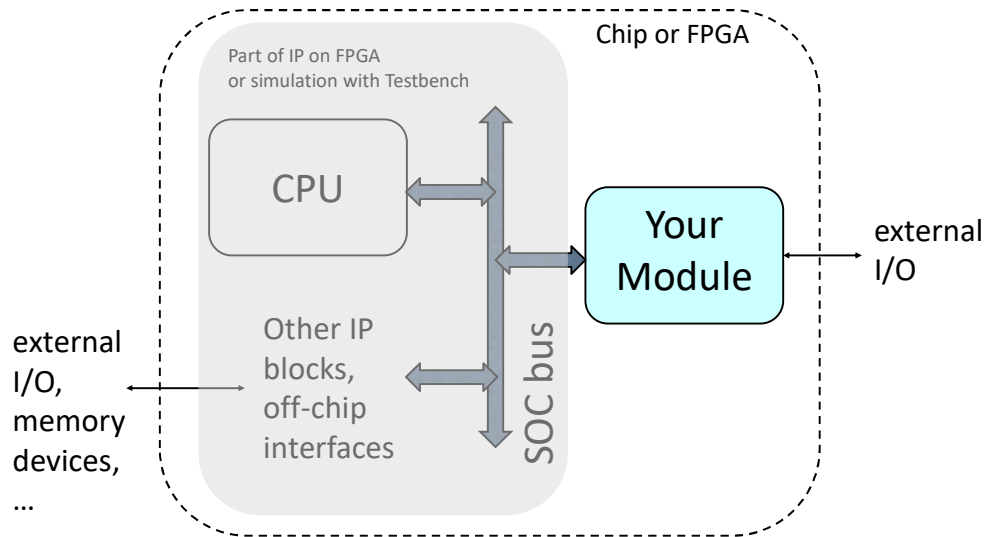 Chip or FPGA
Part of IP on FPGA
or simulation with Testbench
CPU
Your
Module
external
I/O
Other IP
blocks,
off-chip
interfaces
SOC bus
external
I/O,
memory
devices,
…